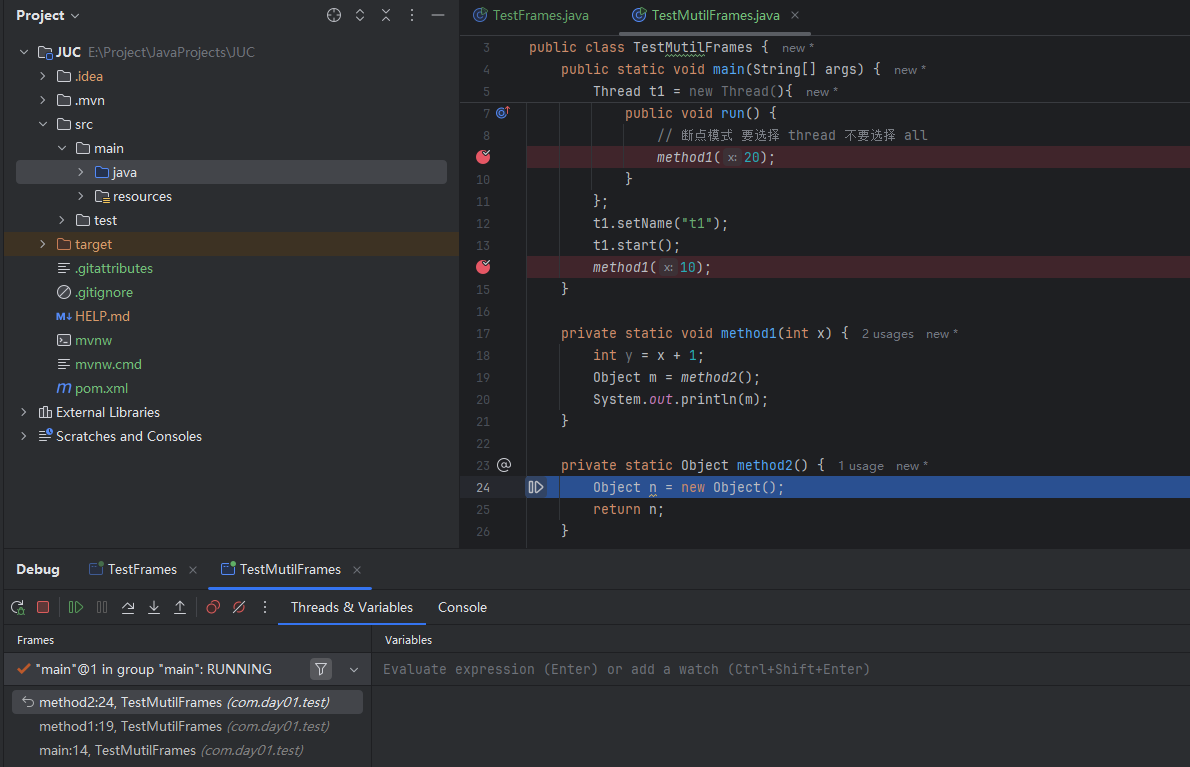 Project
JUC E:\Project\JavaProjects\JUC
.idea
.mvn
src
main
java
resources
test
target
.gitattributes
.gitignore
M↓ HELP.md
mvnw
mvnw.cmd
m pom.xml
External Libraries
Scratches and Consoles
TestFrames.java TestMutilFrames.java
3 public class TestMutilFrames { new *
4 public static void main(String[] args) { new *
5 Thread t1 = new Thread(){ new *
7 public void run() {
8 // 断点模式 要选择 thread 不要选择 all
method1( x: 20);
10 }
11 };
12 t1.setName("t1");
13 t1.start();
method1( x: 10);
15 }
16
17 private static void method1(int x) { 2 usages new *
18 int y = x + 1;
19 Object m = method2();
20 System.out.println(m);
21 }
22
23 @ private static Object method2() { 1 usage new *
24 Object n = new Object();
25 return n;
26 }
Debug TestFrames TestMutilFrames
Threads & Variables Console
Frames Variables
"main"@1 in group "main": RUNNING
Evaluate expression (Enter) or add a watch (Ctrl+Shift+Enter)
method2:24, TestMutilFrames (com.day01.test)
method1:19, TestMutilFrames (com.day01.test)
main:14, TestMutilFrames (com.day01.test)